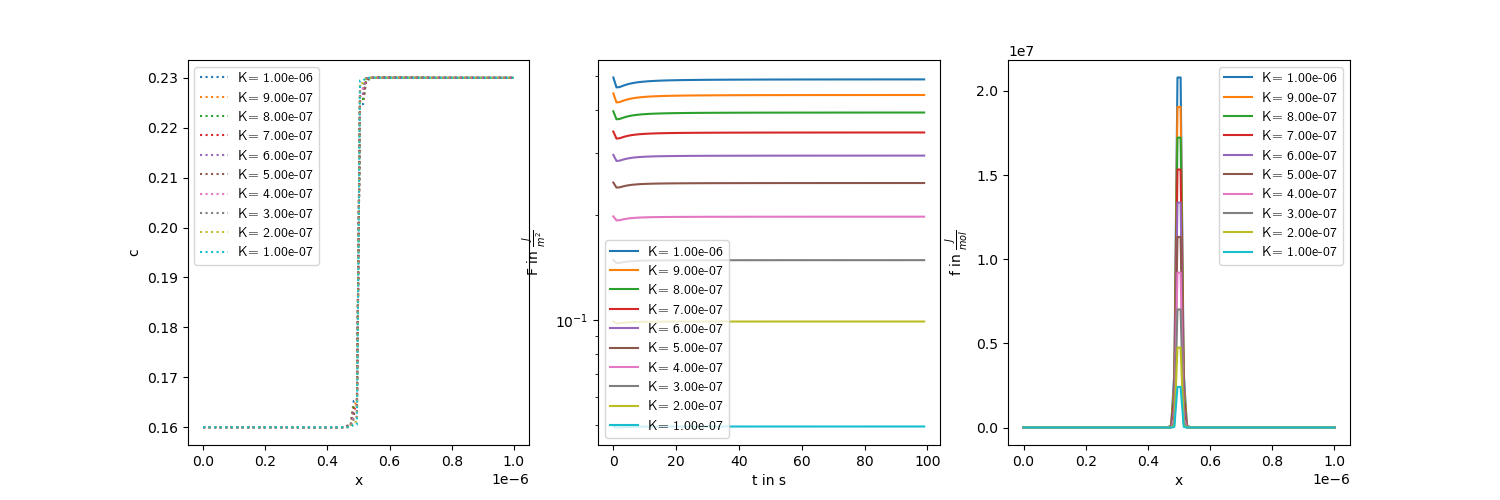 0.23
0.22
0.21
0.20
0.19
0.18
0.17
0.16
c
K= 1.00e-06
K= 9.00e-07
K= 8.00e-07
K= 7.00e-07
K= 6.00e-07
K= 5.00e-07
K= 4.00e-07
K= 3.00e-07
K= 2.00e-07
K= 1.00e-07
0.0 0.2 0.4 0.6 0.8 1.0
x 1e−6
F in J/m²
10⁻¹
K= 1.00e-06
K= 9.00e-07
K= 8.00e-07
K= 7.00e-07
K= 6.00e-07
K= 5.00e-07
K= 4.00e-07
K= 3.00e-07
K= 2.00e-07
K= 1.00e-07
0 20 40 60 80 100
t in s
1e7
2.0
1.5
1.0
0.5
0.0
f in J/mol
K= 1.00e-06
K= 9.00e-07
K= 8.00e-07
K= 7.00e-07
K= 6.00e-07
K= 5.00e-07
K= 4.00e-07
K= 3.00e-07
K= 2.00e-07
K= 1.00e-07
0.0 0.2 0.4 0.6 0.8 1.0
x 1e−6